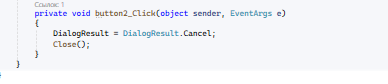 Ссылок: 1
private void button2_Click(object sender, EventArgs e)
{
DialogResult = DialogResult.Cancel;
Close();
}
}
}